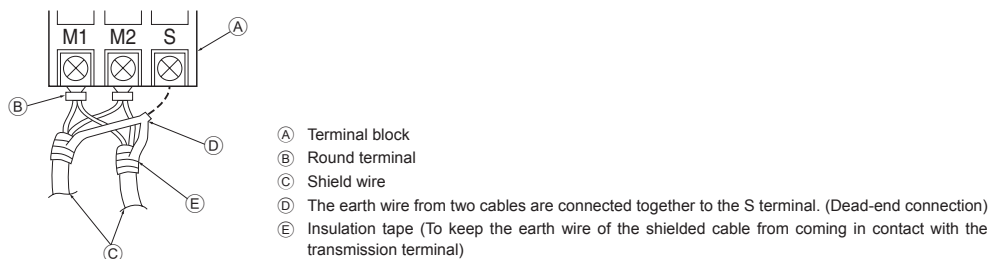 M1 M2 S
Ⓐ
Ⓑ
Ⓓ
Ⓔ
Ⓒ
Ⓐ Terminal block
Ⓑ Round terminal
Ⓒ Shield wire
Ⓓ The earth wire from two cables are connected together to the S terminal. (Dead-end connection)
Ⓔ Insulation tape (To keep the earth wire of the shielded cable from coming in contact with the
transmission terminal)